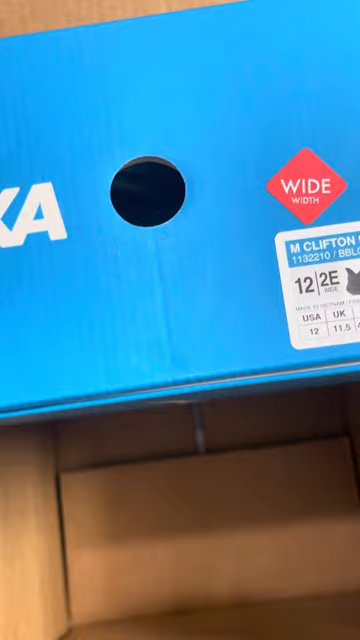 KA
WIDE
WIDTH
M CLIFTON
1132210 / BBL
12 2E
WIDE
MADE IN VIETNAM
USA UK
12 11.5